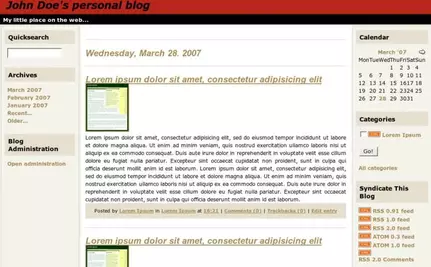 John Doe's personal blog
My little place on the web...
Quicksearch
Archives
March 2007
February 2007
January 2007
Recent...
Older...
Blog
Administration
Open administration
Wednesday, March 28. 2007
Lorem ipsum dolor sit amet, consectetur adipisicing elit
Lorem ipsum dolor sit amet, consectetur adipisicing elit, sed do eiusmod tempor incididunt ut labore
et dolore magna aliqua. Ut enim ad minim veniam, quis nostrud exercitation ullamco laboris nisi ut
aliquip ex ea commodo consequat. Duis aute irure dolor in reprehenderit in voluptate velit esse cillum
dolore eu fugiat nulla pariatur. Excepteur sint occaecat cupidatat non proident, sunt in culpa qui
officia deserunt mollit anim id est laborum. Lorem ipsum dolor sit amet, consectetur adipisicing elit,
sed do eiusmod tempor incididunt ut labore et dolore magna aliqua. Ut enim ad minim veniam, quis
nostrud exercitation ullamco laboris nisi ut aliquip ex ea commodo consequat. Duis aute irure dolor in
reprehenderit in voluptate velit esse cillum dolore eu fugiat nulla pariatur. Excepteur sint occaecat
cupidatat non proident, sunt in culpa qui officia deserunt mollit anim id est laborum.
Posted by Lorem Ipsum in Lorem Ipsum at | Comments (0) | Trackbacks (0) | Edit entry
Lorem ipsum dolor sit amet, consectetur adipisicing elit
Calendar
March '07
Mon Tue Wed Thu Fri Sat Sun
1 2 3 4
5 6 7 8 9 10 11
12 13 14 15 16 17 18
19 20 21 22 23 24 25
26 27 28 29 30 31
Categories
Lorem Ipsum
Go!
All categories
Syndicate This
Blog
RSS 0.91 feed
RSS 1.0 feed
RSS 2.0 feed
ATOM 0.3 feed
ATOM 1.0 feed
RSS 2.0 Comments